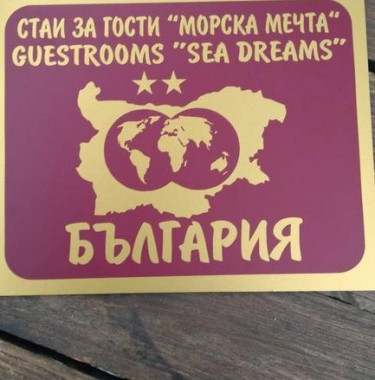 СТАИ ЗА ГОСТИ “МОРСКА МЕЧТА“
GUESTROOMS ”SEA DREAMS”
БЪЛГАРИЯ